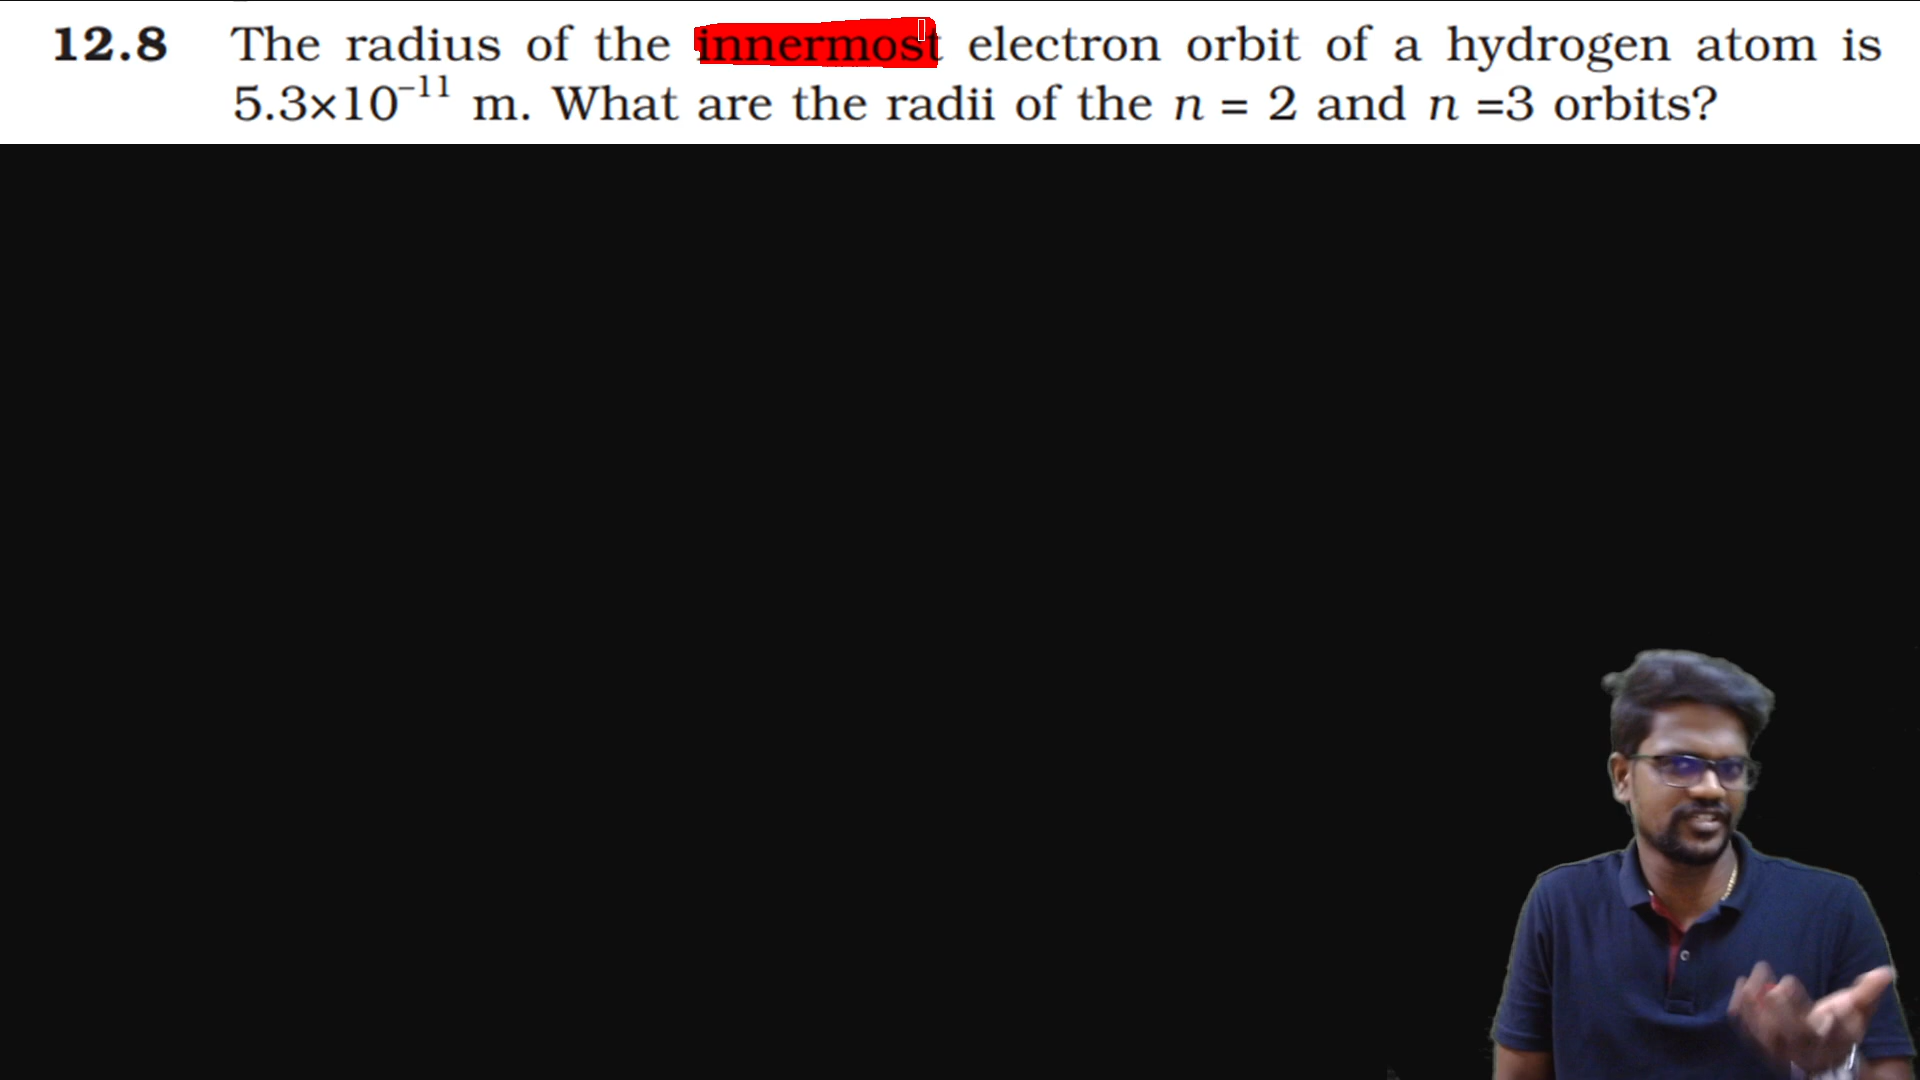 12.8 The radius of the innermost electron orbit of a hydrogen atom is
5.3×10⁻¹¹ m. What are the radii of the n = 2 and n =3 orbits?